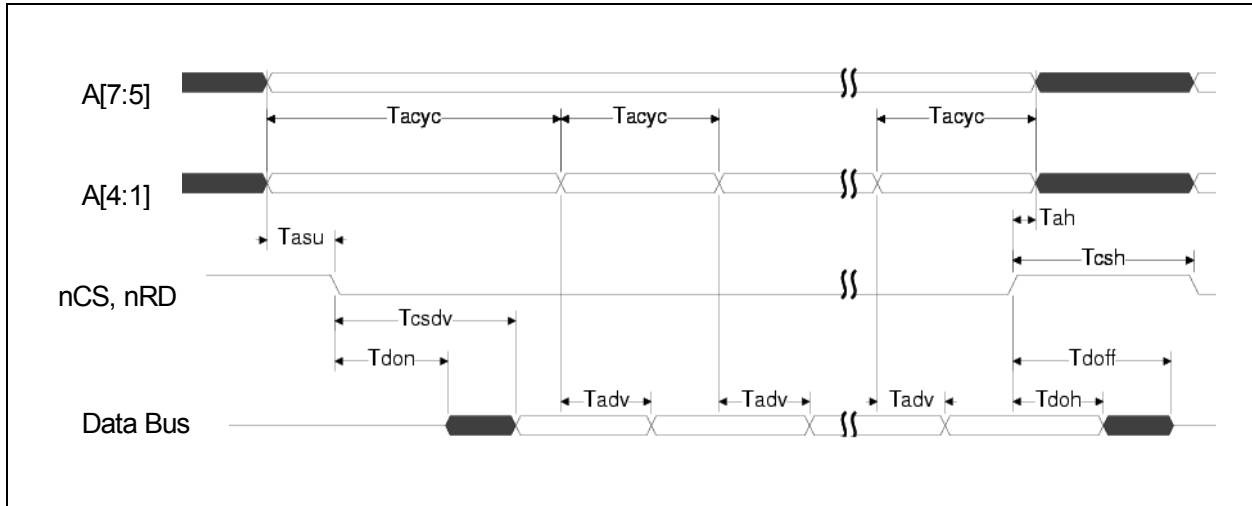 A[7:5]
Tacyc Tacyc Tacyc
A[4:1]
Tah
Tasu
Tcsh
nCS, nRD
Tcsdv
Tdon Tdoff
Tadv Tadv Tadv Tdoh
Data Bus